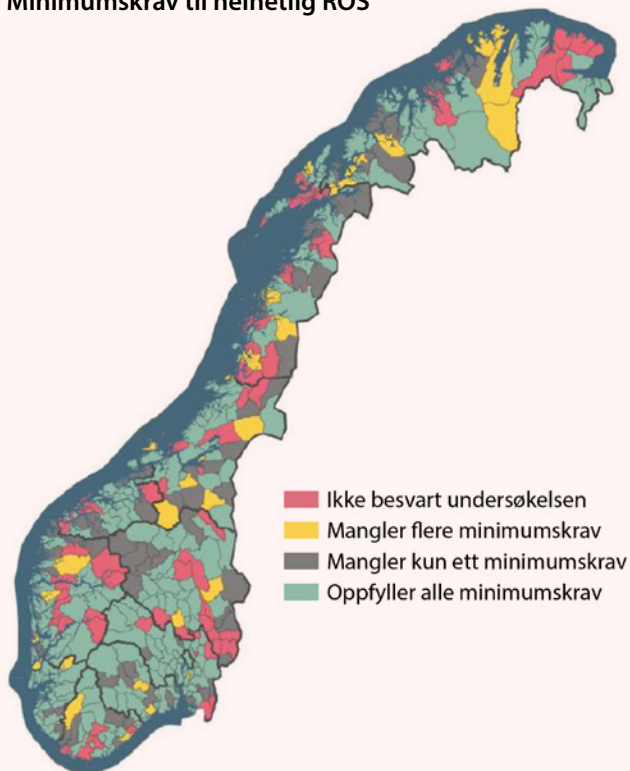 Minimumskrav til helhetlig ROS
Ikke besvart undersøkelsen
Mangler flere minimumskrav
Mangler kun ett minimumskrav
Oppfyller alle minimumskrav